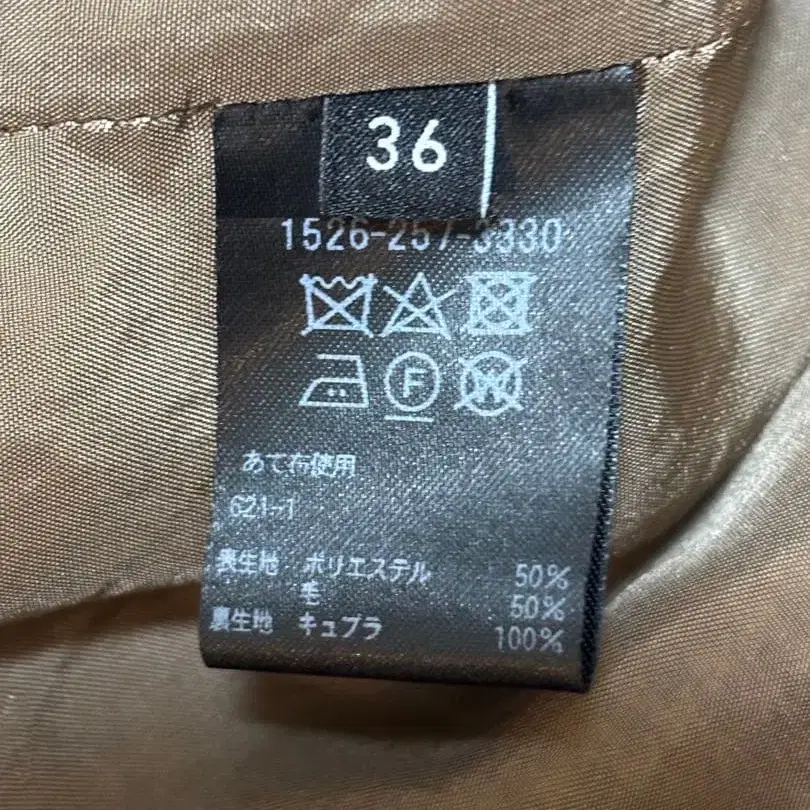 36
1526-257-3330
F
W
あて布使用
621-1
表生地 ポリエステル 50%
毛 50%
裏生地 キュプラ 100%